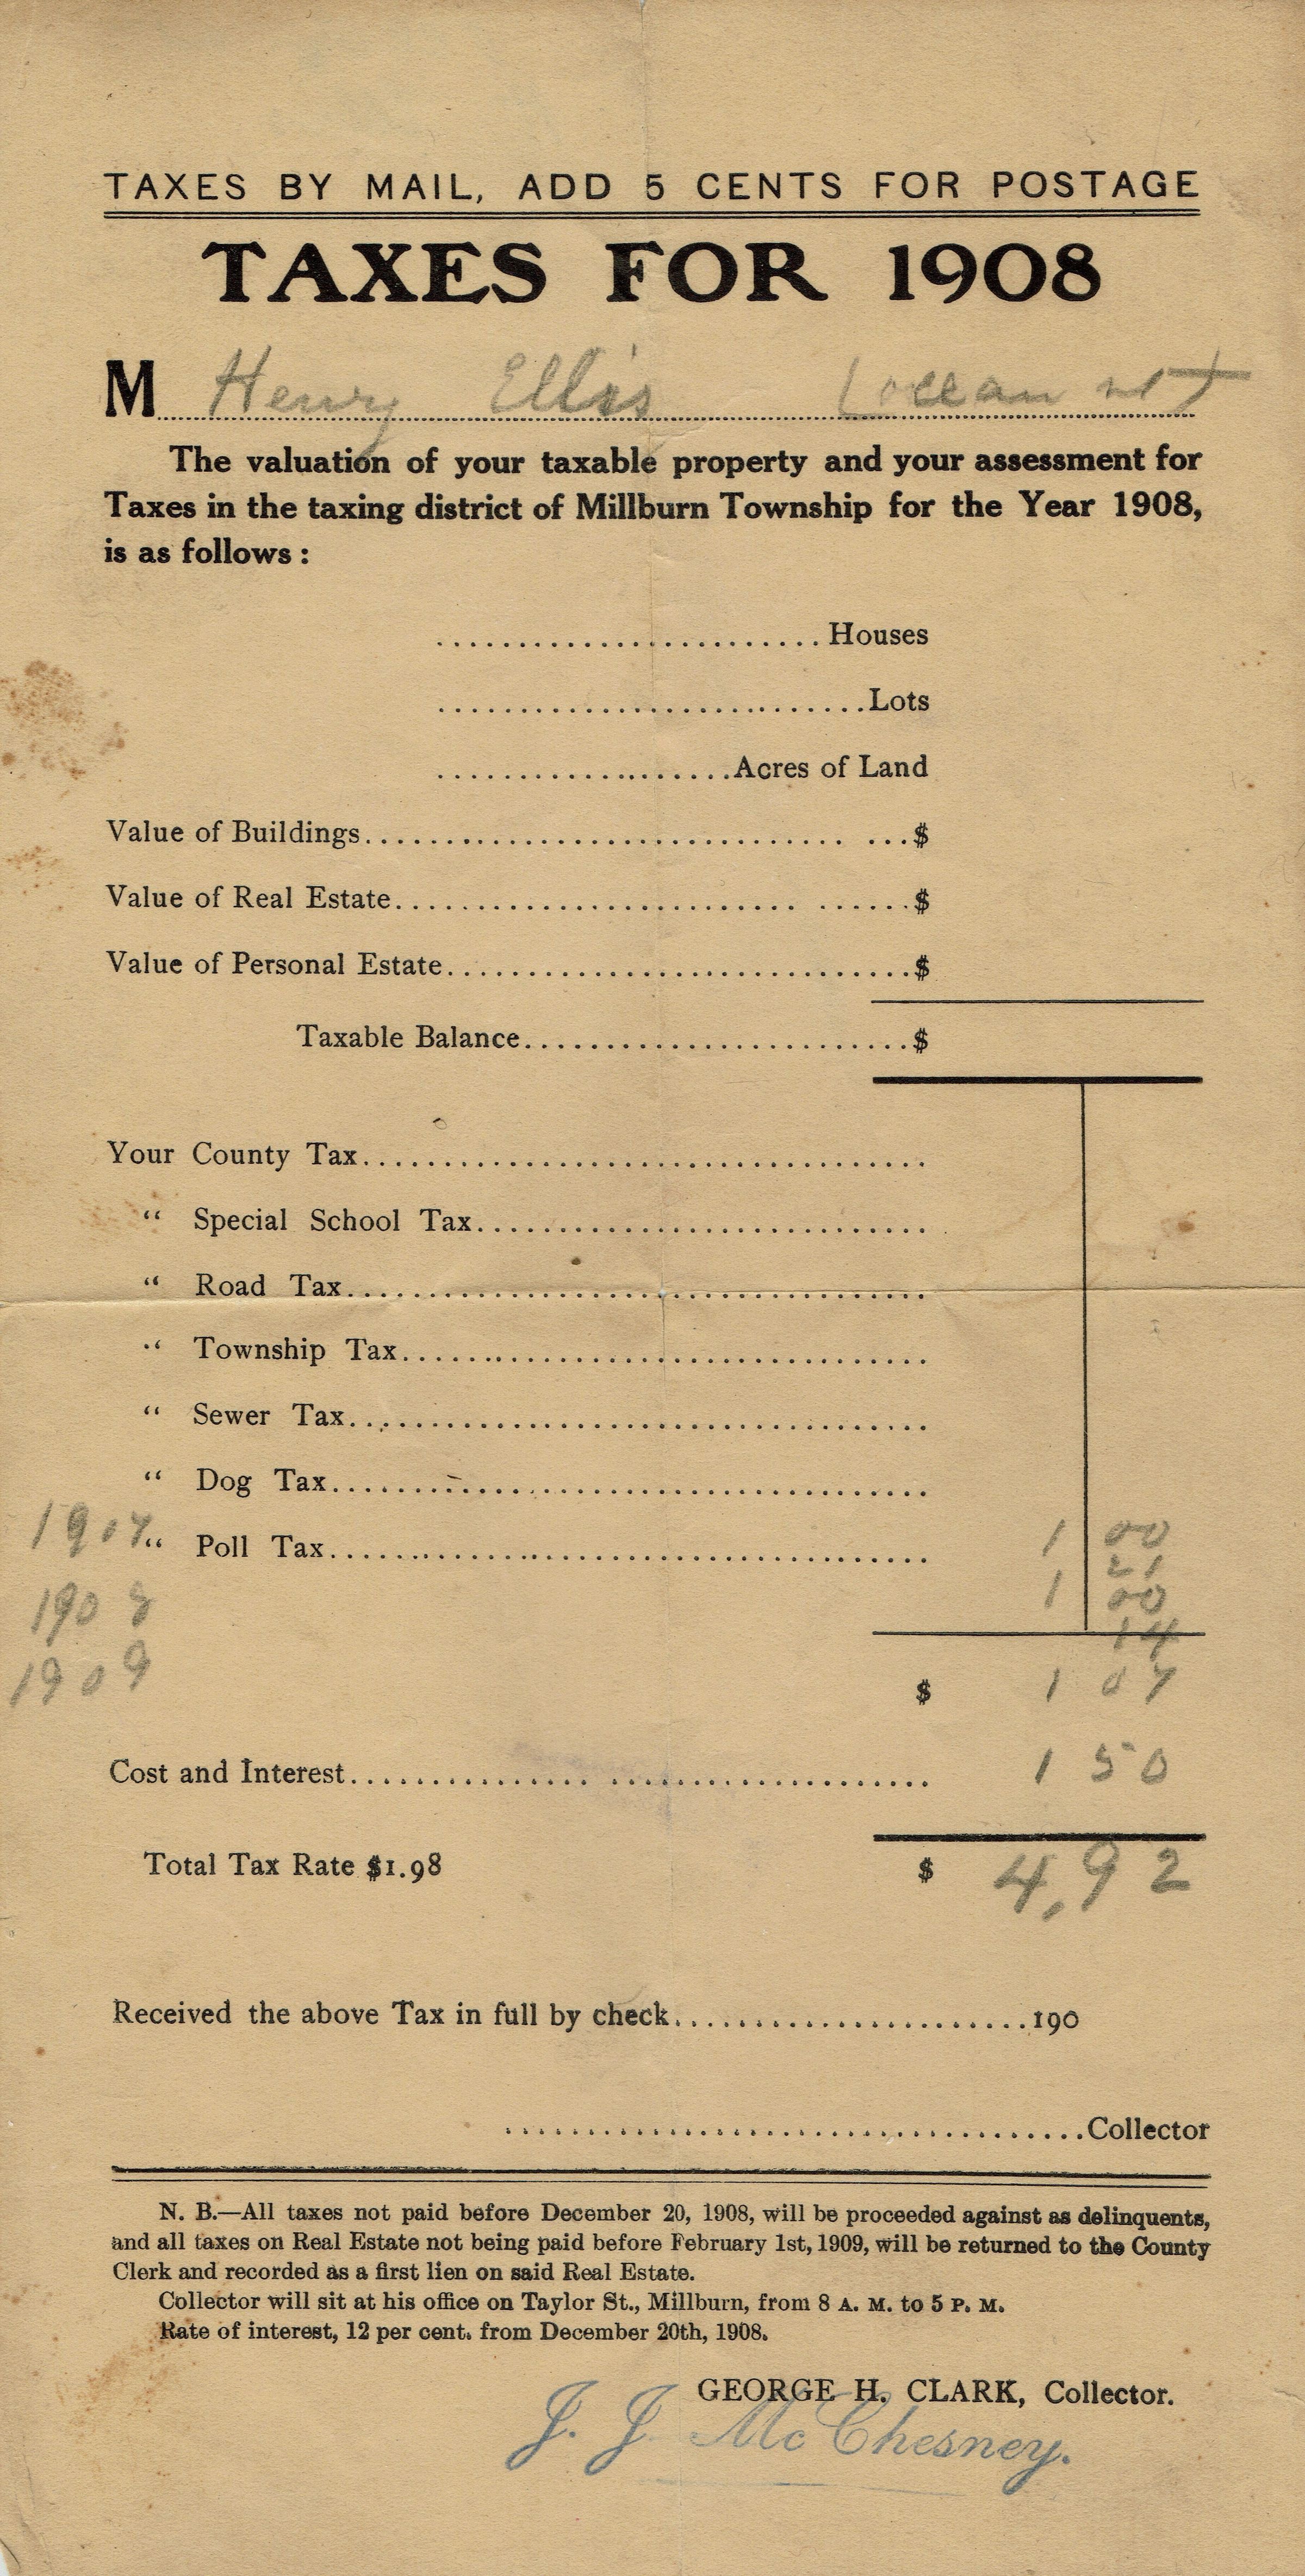 TAXES BY MAIL, ADD 5 CENTS FOR POSTAGE
TAXES FOR 1908
M Henry Ellis
The valuation of your taxable property and your assessment for
Taxes in the taxing district of Millburn Township for the Year 1908,
is as follows :
........................Houses
..........................Lots
..................Acres of Land
Value of Buildings................................. ...$
Value of Real Estate......................... ......$
Value of Personal Estate.............................$
Taxable Balance........................$
Your County Tax...................................
“ Special School Tax............................
“ Road Tax....................................
“ Township Tax................................
“ Sewer Tax....................................
“ Dog Tax.....................................
1907 “ Poll Tax..................................... 1 00
21
1908 1 00
14
1909 $ 1 07
Cost and Interest............... .................... 1 50
Total Tax Rate $1.98 $ 4,92
Received the above Tax in full by check......................190
...................................Collector
N. B.—All taxes not paid before December 20, 1908, will be proceeded against as delinquents,
and all taxes on Real Estate not being paid before February 1st, 1909, will be returned to the County
Clerk and recorded as a first lien on said Real Estate.
Collector will sit at his office on Taylor St., Millburn, from 8 A. M. to 5 P. M.
Rate of interest, 12 per cent. from December 20th, 1908.
GEORGE H. CLARK, Collector.
J. J McChesney.